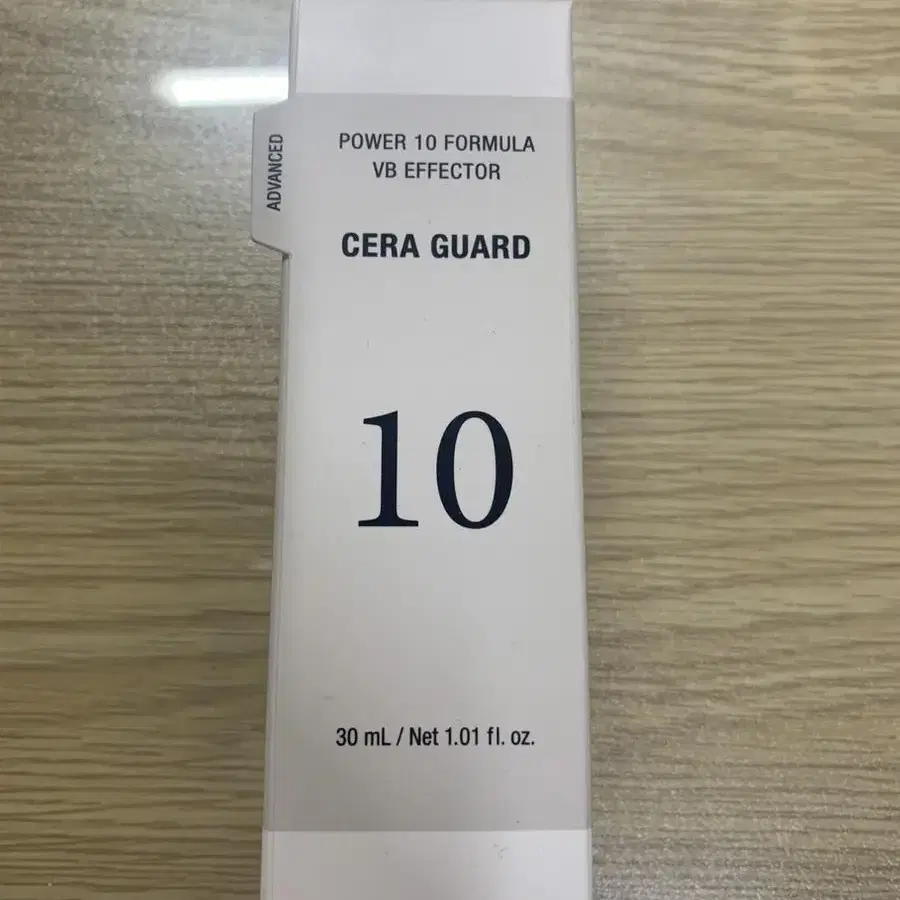 ADVANCED
POWER 10 FORMULA
VB EFFECTOR
CERA GUARD
10
30 mL / Net 1.01 fl. oz.